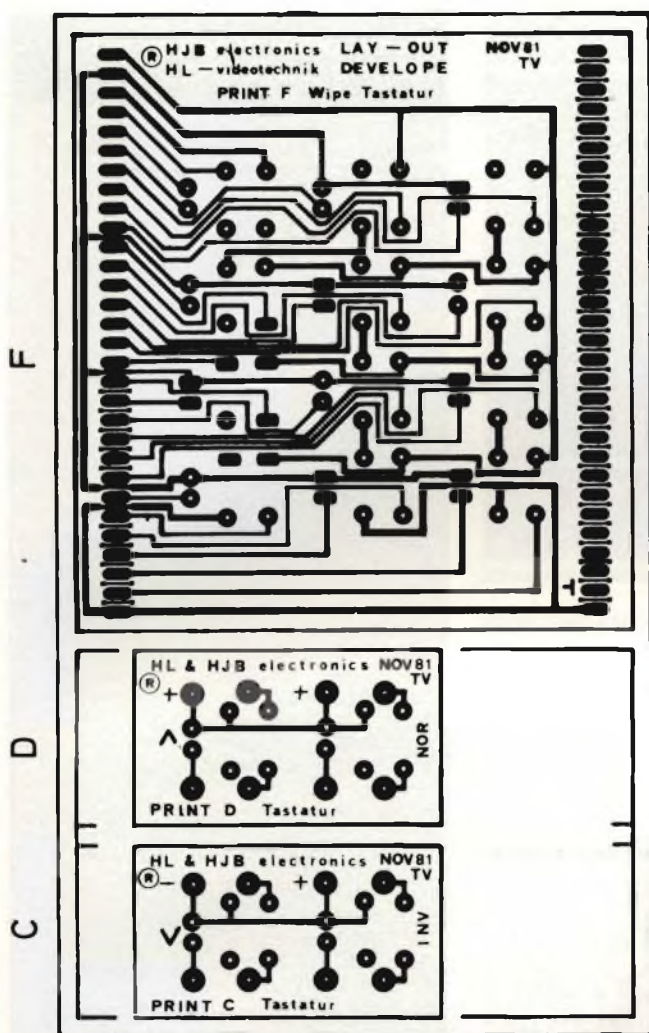 ® HJB electronics LAY-OUT NOV81
HL-videotechnik DEVELOPE TV
PRINT F Wipe Tastatur
F
HL & HJB electronics NOV81
® TV
+ +
NOR
PRINT D Tastatur
D
HL & HJB electronics NOV81
® TV
- +
INV
PRINT C Tastatur
C